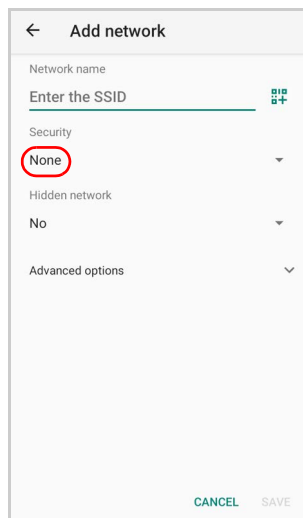 Add network
Network name
Enter the SSID
Security
None
Hidden network
No
Advanced options
CANCEL SAVE